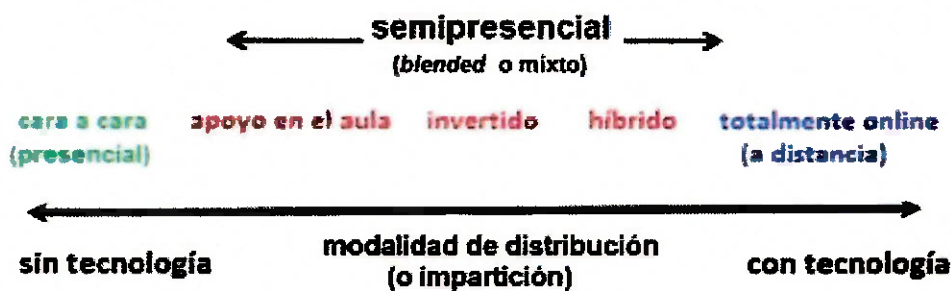 semipresencial
(blended o mixto)
cara a cara apoyo en el aula invertido híbrido totalmente online
(presencial) (a distancia)
modalidad de distribución
sin tecnología (o impartición) con tecnología